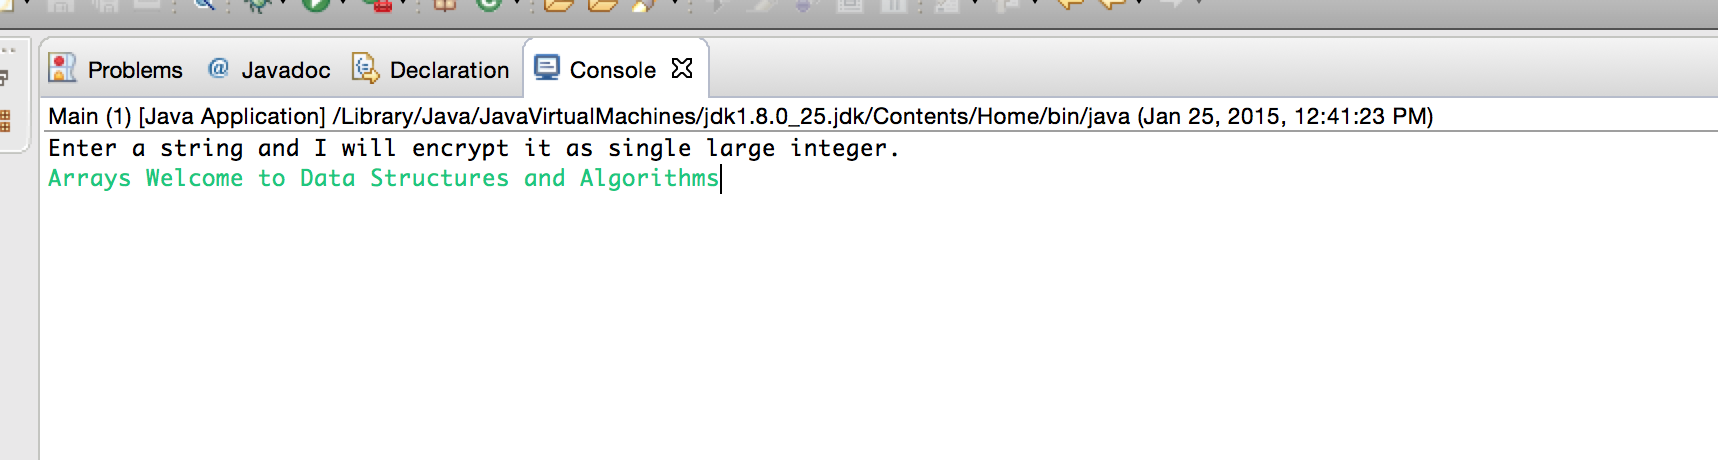 Problems @ Javadoc Declaration Console
Main (1) [Java Application] /Library/Java/JavaVirtualMachines/jdk1.8.0_25.jdk/Contents/Home/bin/java (Jan 25, 2015, 12:41:23 PM)
Enter a string and I will encrypt it as single large integer.
Arrays Welcome to Data Structures and Algorithms